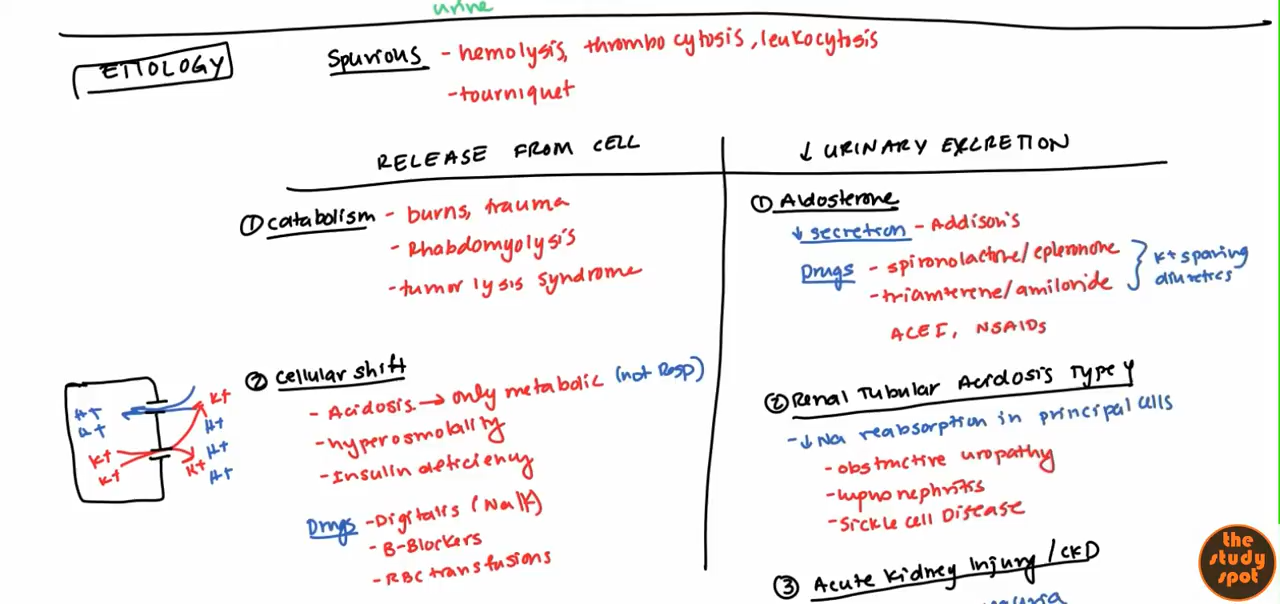 urine
ETIOLOGY
Spurious - hemolysis, thrombocytosis, leukocytosis
- tourniquet
RELEASE FROM CELL
① catabolism - burns, trauma
- Rhabdomyolysis
- tumor lysis syndrome
② cellular shift
- Acidosis → only metabolic (not Resp)
- hyperosmolality
- Insulin deficiency
Drugs - Digitalis (Na/K)
- B-Blockers
- RBC transfusions
H+
H+
K+
K+
K+
H+
H+
K+
H+
↓ URINARY EXCRETION
① Aldosterone
↓ secretion - Addison's
Drugs - spironolactone/epleronone
- triamterene/amiloride
K+ sparing
diuretics
ACEI, NSAIDs
② Renal Tubular Acidosis Type 4
- ↓ Na reabsorption in principal cells
- obstructive uropathy
- lupus nephritis
- Sickle cell Disease
③ Acute Kidney Injury / CKD
the
study
spot